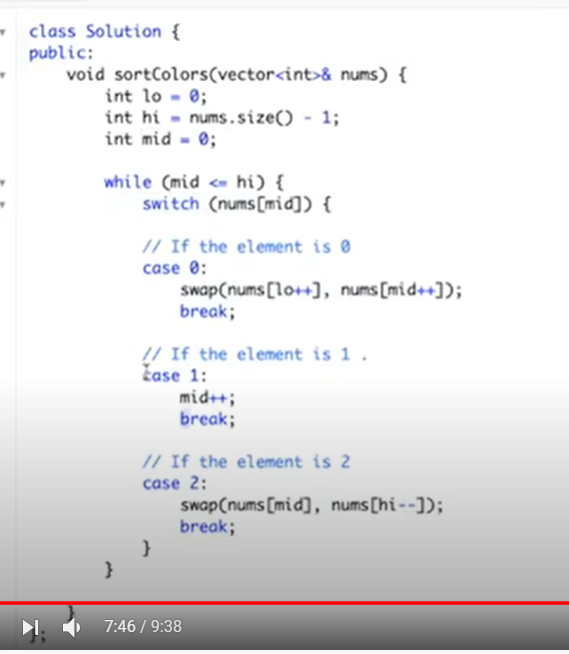 class Solution {
public:
    void sortColors(vector<int>& nums) {
        int lo = 0;
        int hi = nums.size() - 1;
        int mid = 0;

        while (mid <= hi) {
            switch (nums[mid]) {

            // If the element is 0
            case 0:
                swap(nums[lo++], nums[mid++]);
                break;

            // If the element is 1 .
            case 1:
                mid++;
                break;

            // If the element is 2
            case 2:
                swap(nums[mid], nums[hi--]);
                break;
            }
        }

    }
};
7:46 / 9:38